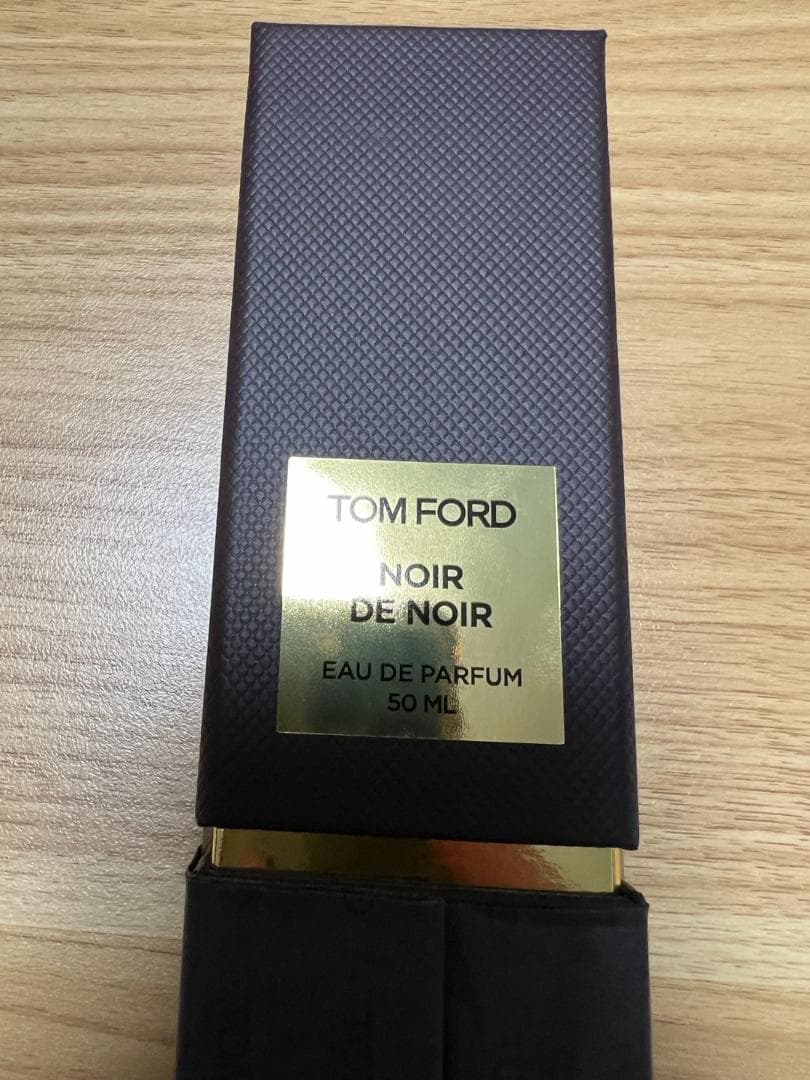 TOM FORD
NOIR
DE NOIR
EAU DE PARFUM
50 ML